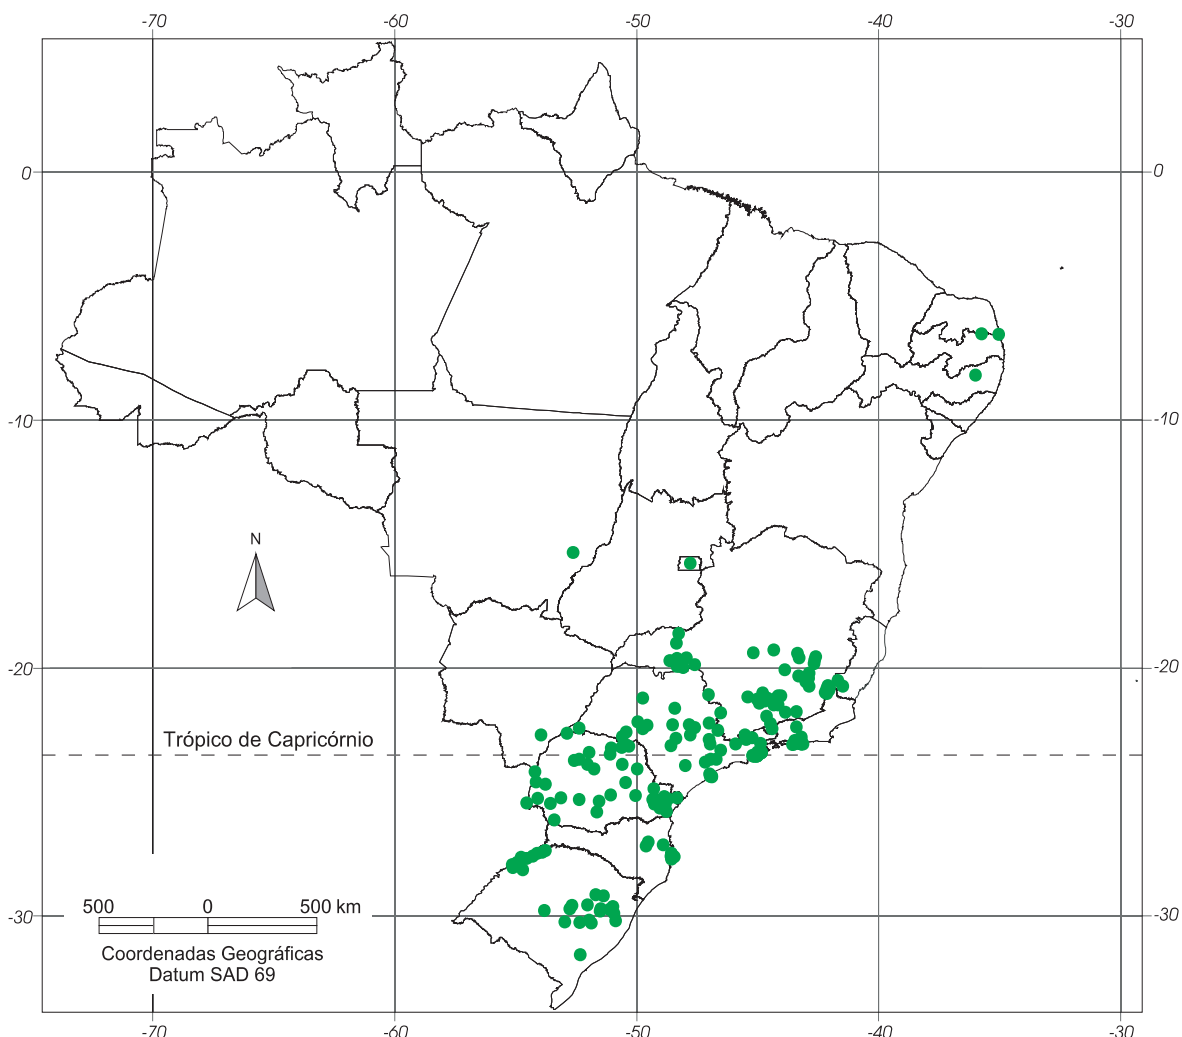 -70 -60 -50 -40 -30
0 0
-10 -10
N
-20 -20
Trópico de Capricórnio
500 0 500 km
-30 -30
Coordenadas Geográficas
Datum SAD 69
-70 -60 -50 -40 -30